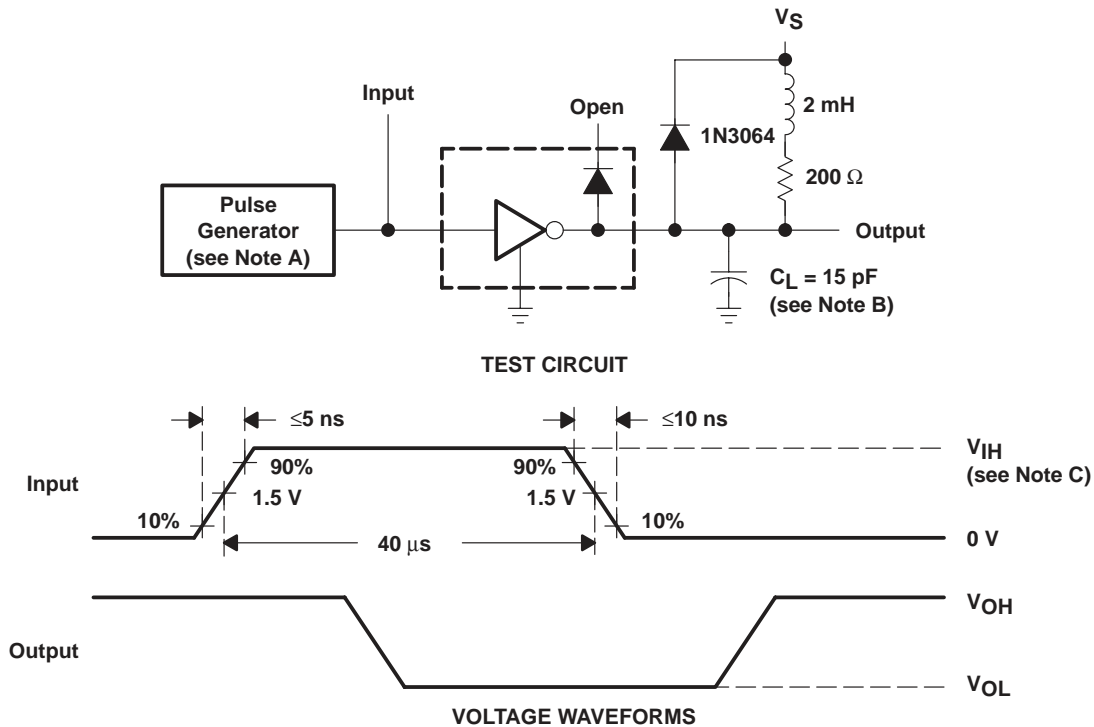 VS
Input
Open
2 mH
1N3064
200 Ω
Pulse
Generator
(see Note A)
Output
CL = 15 pF
(see Note B)
TEST CIRCUIT
≤5 ns
≤10 ns
VIH
(see Note C)
90%
90%
Input
1.5 V
1.5 V
10%
10%
40 μs
0 V
VOH
Output
VOL
VOLTAGE WAVEFORMS